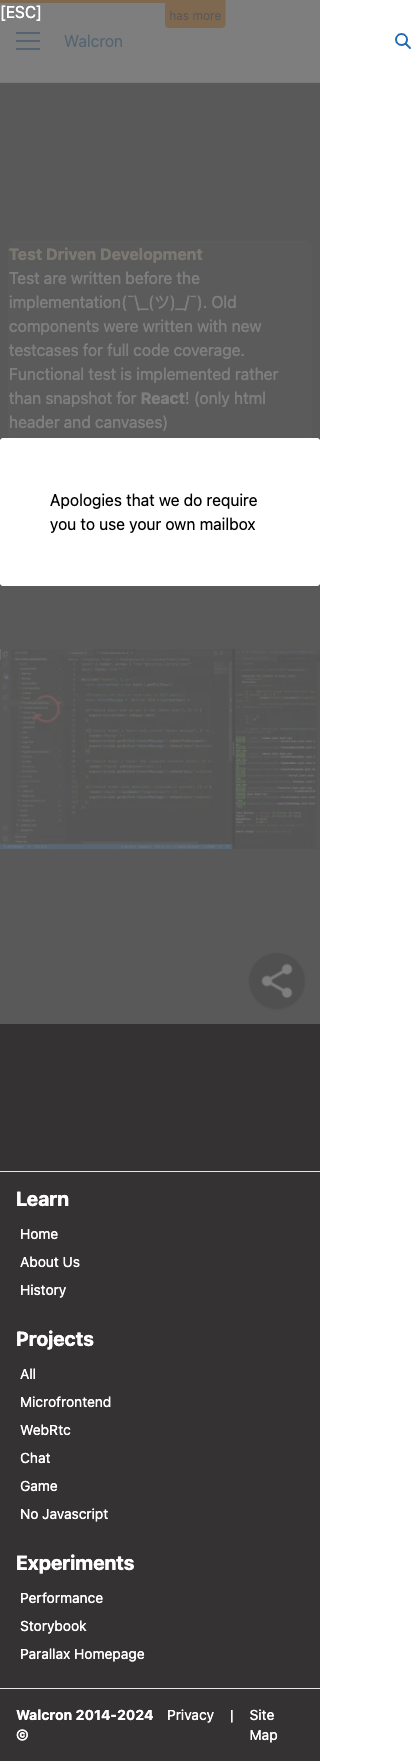 [ESC]
has more
Walcron
Test Driven Development
Test are written before the
implementation(¯\_(ツ)_/¯). Old
components were written with new
testcases for full code coverage.
Functional test is implemented rather
than snapshot for React! (only html
header and canvases)
Apologies that we do require
you to use your own mailbox
Learn
Home
About Us
History
Projects
All
Microfrontend
WebRtc
Chat
Game
No Javascript
Experiments
Performance
Storybook
Parallax Homepage
Walcron 2014-2024 Privacy | Site
© Map